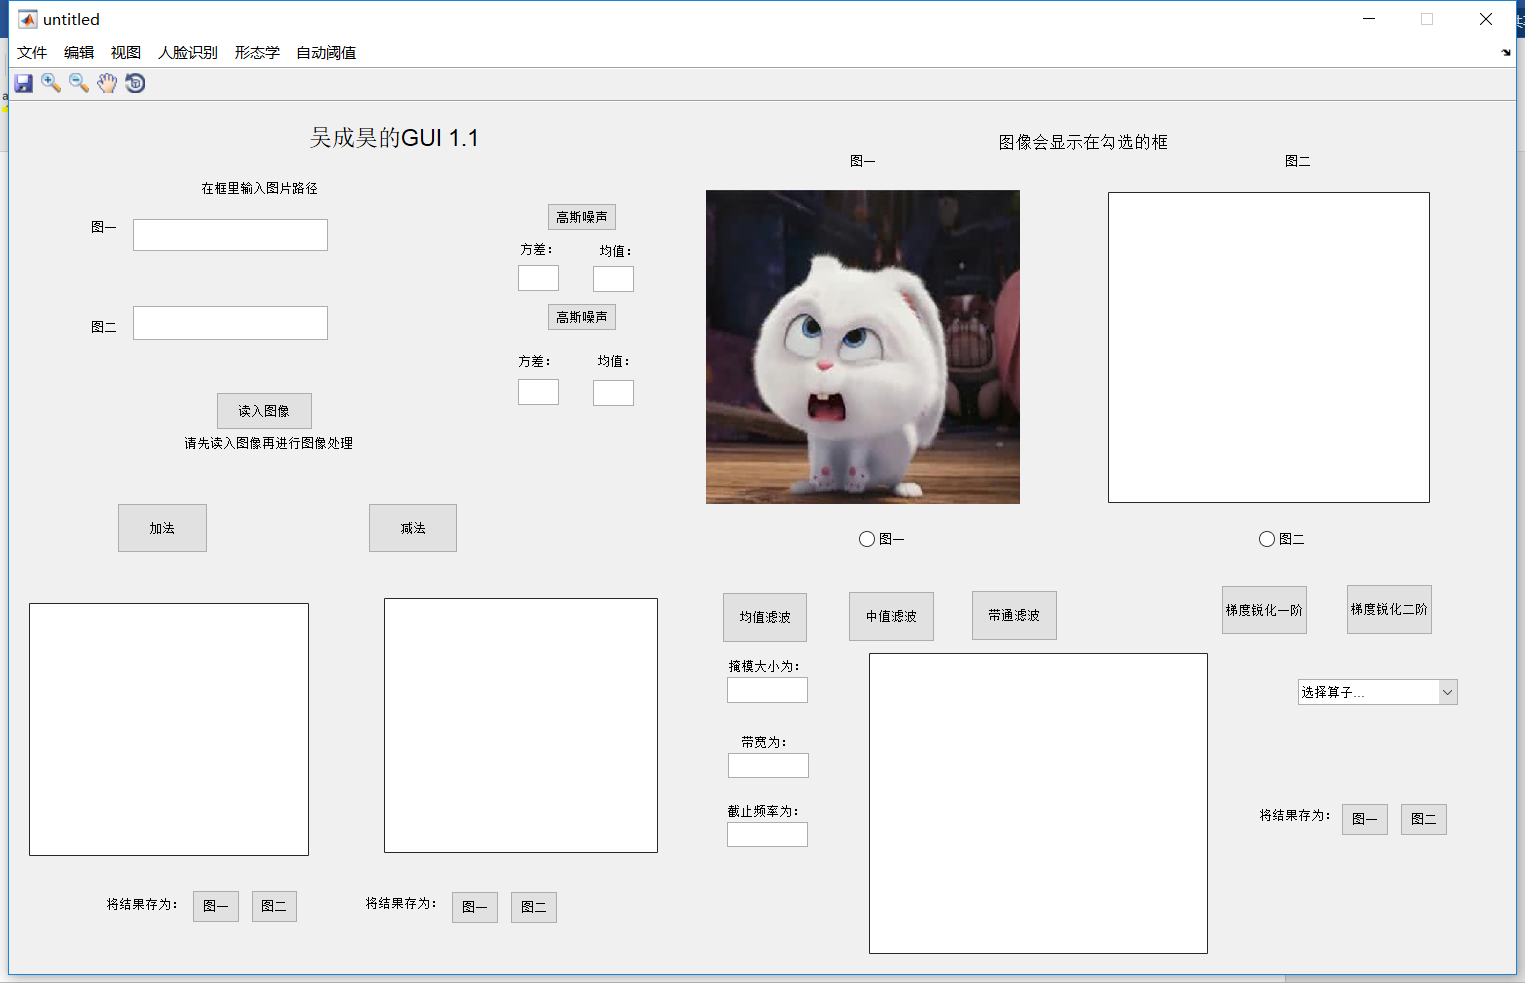 untitled
文件 编辑 视图 人脸识别 形态学 自动阈值
吴成昊的GUI 1.1
图像会显示在勾选的框
图一
图二
在框里输入图片路径
图一
高斯噪声
方差：
均值：
高斯噪声
图二
方差：
均值：
读入图像
请先读入图像再进行图像处理
加法
减法
图一
图二
均值滤波
中值滤波
带通滤波
梯度锐化一阶
梯度锐化二阶
掩模大小为：
选择算子...
带宽为：
截止频率为：
将结果存为：
图一
图二
将结果存为：
图一
图二
将结果存为：
图一
图二